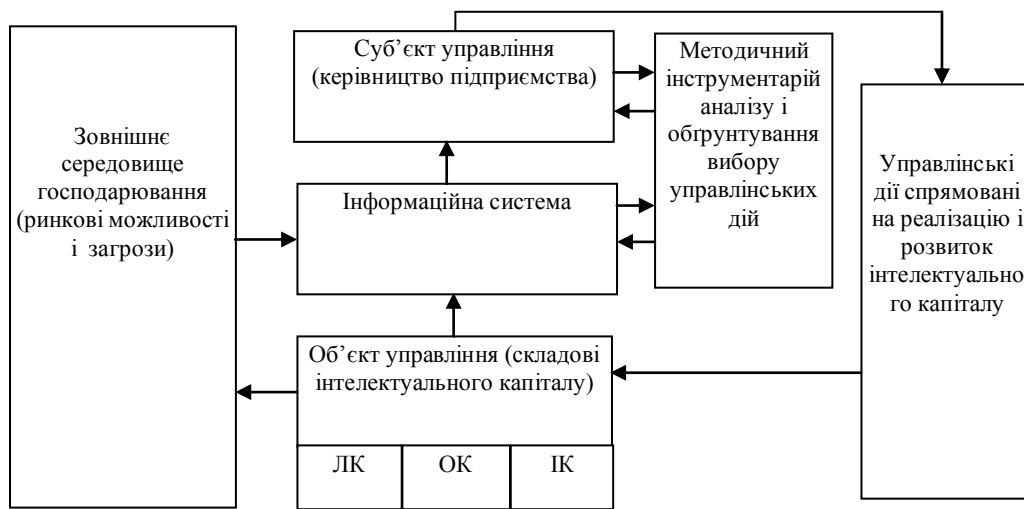 Зовнішнє
середовище
господарювання
(ринкові можливості
і загрози)
Суб’єкт управління
(керівництво підприємства)
Методичний
інструментарій
аналізу і
обґрунтування
вибору
управлінських
дій
Інформаційна система
Об’єкт управління (складові
інтелектуального капіталу)
ЛК
ОК
ІК
Управлінські
дії спрямовані
на реалізацію і
розвиток
інтелектуально
го капіталу